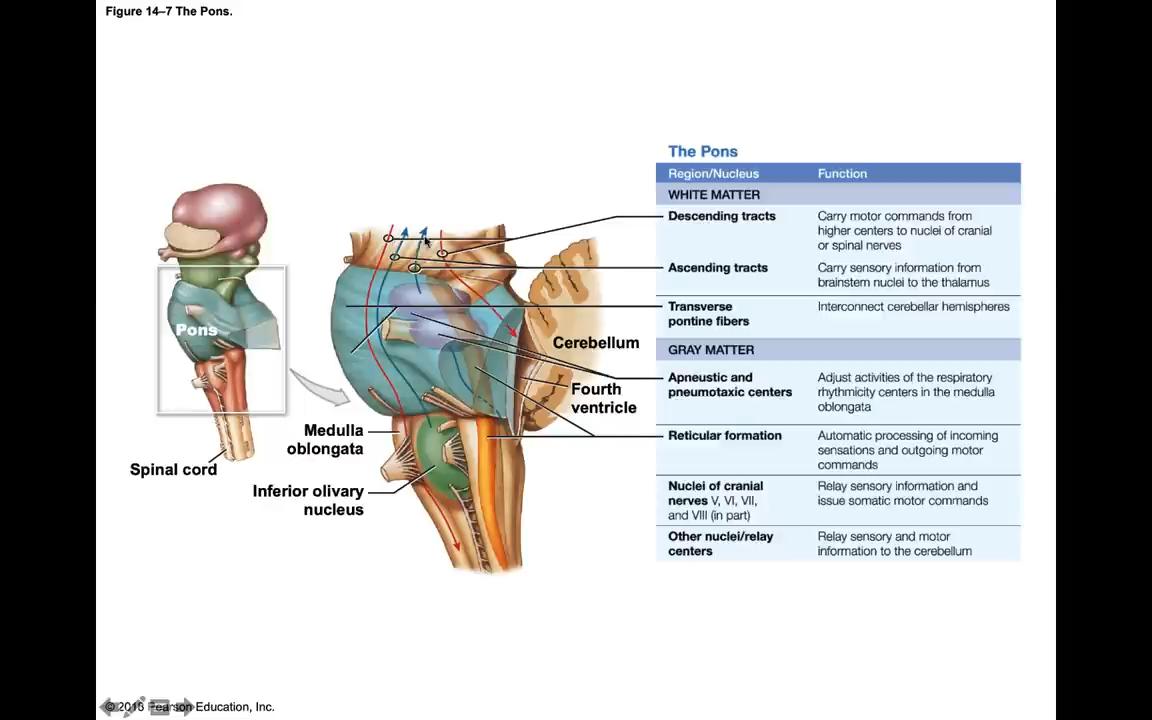 Figure 14–7 The Pons.
Pons
Spinal cord
Cerebellum
Fourth
ventricle
Medulla
oblongata
Inferior olivary
nucleus
The Pons
Region/Nucleus Function
WHITE MATTER
Descending tracts Carry motor commands from
higher centers to nuclei of cranial
or spinal nerves
Ascending tracts Carry sensory information from
brainstem nuclei to the thalamus
Transverse Interconnect cerebellar hemispheres
pontine fibers
GRAY MATTER
Apneustic and Adjust activities of the respiratory
pneumotaxic centers rhythmicity centers in the medulla
oblongata
Reticular formation Automatic processing of incoming
sensations and outgoing motor
commands
Nuclei of cranial Relay sensory information and
nerves V, VI, VII, issue somatic motor commands
and VIII (in part)
Other nuclei/relay Relay sensory and motor
centers information to the cerebellum
Pearson Education, Inc.